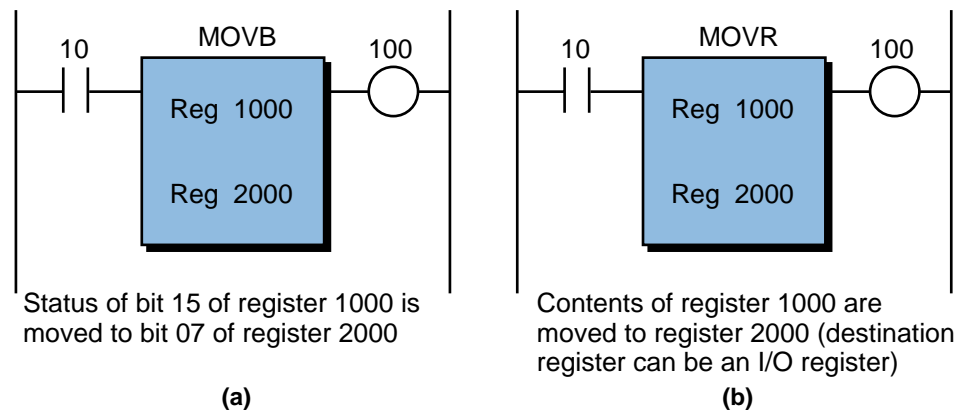 MOVB
10
100
Reg 1000
Reg 2000
Status of bit 15 of register 1000 is
moved to bit 07 of register 2000
(a)
MOVR
10
100
Reg 1000
Reg 2000
Contents of register 1000 are
moved to register 2000 (destination
register can be an I/O register)
(b)